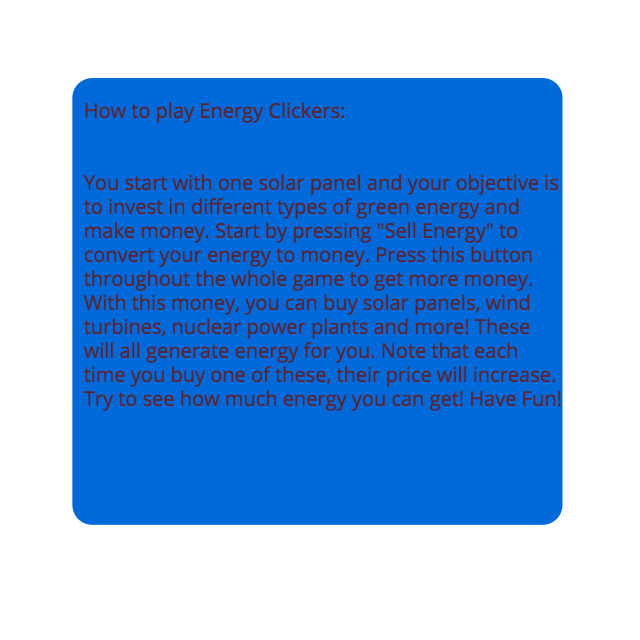 How to play Energy Clickers:
You start with one solar panel and your objective is
to invest in different types of green energy and
make money. Start by pressing "Sell Energy" to
convert your energy to money. Press this button
throughout the whole game to get more money.
With this money, you can buy solar panels, wind
turbines, nuclear power plants and more! These
will all generate energy for you. Note that each
time you buy one of these, their price will increase.
Try to see how much energy you can get! Have Fun!